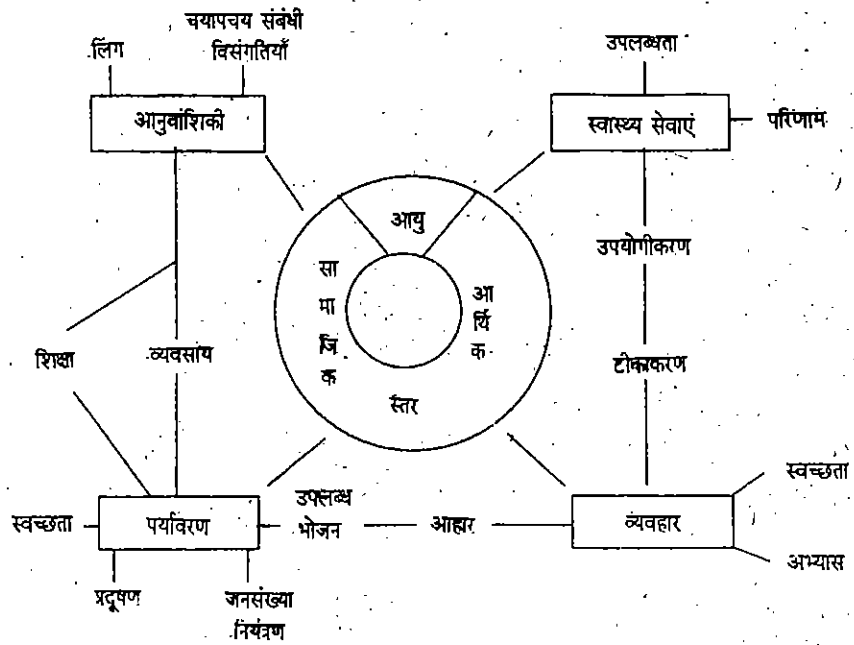 चयापचय संबंधी
लिंग
विसंगतियाँ
उपलब्धता
आनुवांशिकी
स्वास्थ्य सेवाएं
परिणाम
आयु
उपयोगीकरण
सा
मा
जि
क
आ
र्थि
क
शिक्षा
व्यवसाय
टीकाकरण
स्तर
स्वच्छता
उपलब्ध
स्वच्छता
पर्यावरण
भोजन
आहार
व्यवहार
अभ्यास
प्रदूषण
जनसंख्या
नियंत्रण